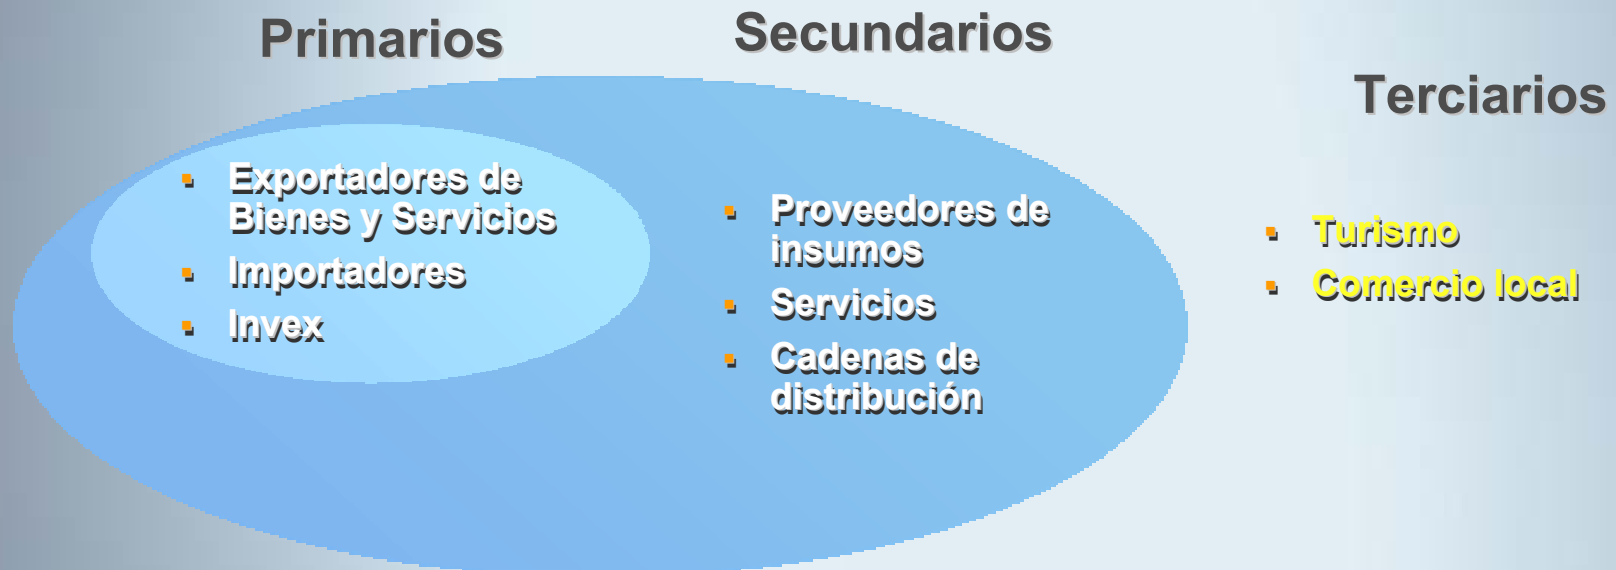 Primarios
Exportadores de
Bienes y Servicios
Importadores
Invex
Secundarios
Proveedores de
insumos
Servicios
Cadenas de
distribución
Terciarios
Turismo
Comercio local